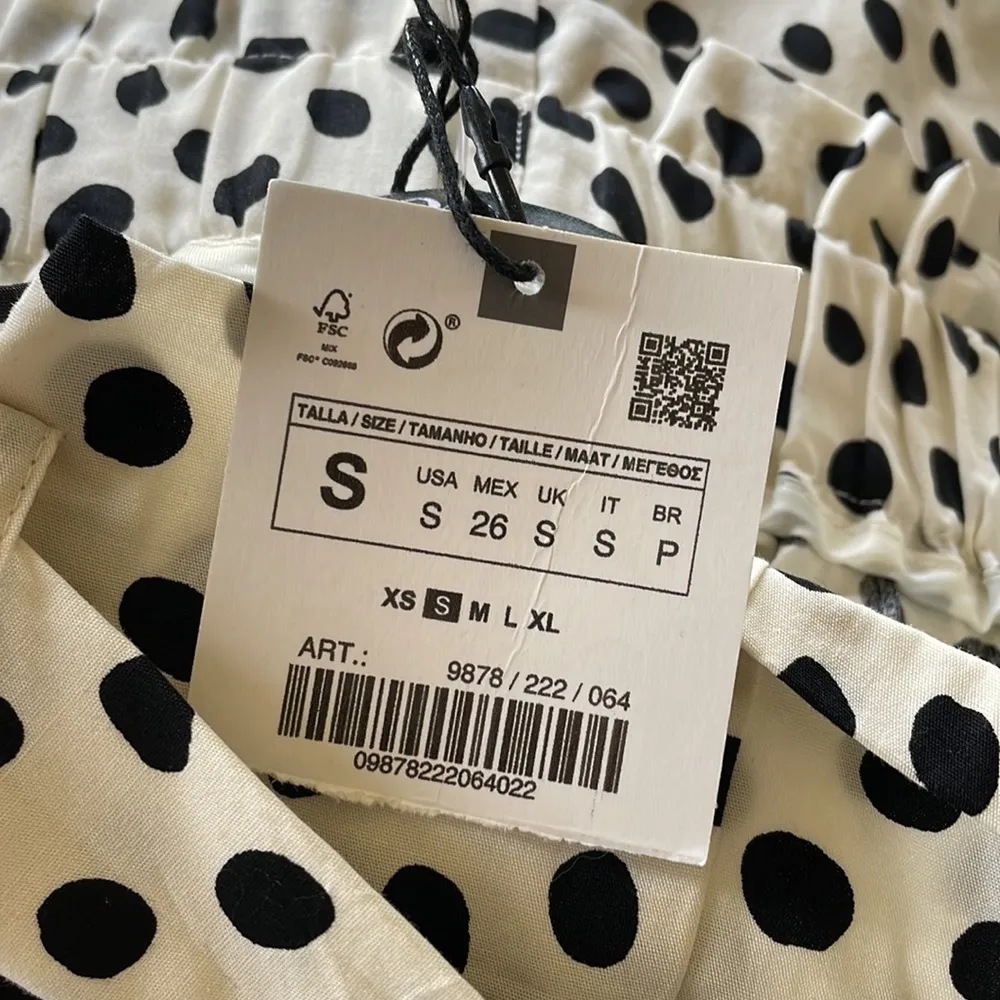 FSC
MIX
FSC® C092665
®
TALLA / SIZE / TAMANHO / TAILLE / MAAT / ΜΕΓΕΘΟΣ
S
USA MEX UK IT BR
S 26 S S P
XS S M L XL
ART.:
9878 / 222 / 064
09878222064022